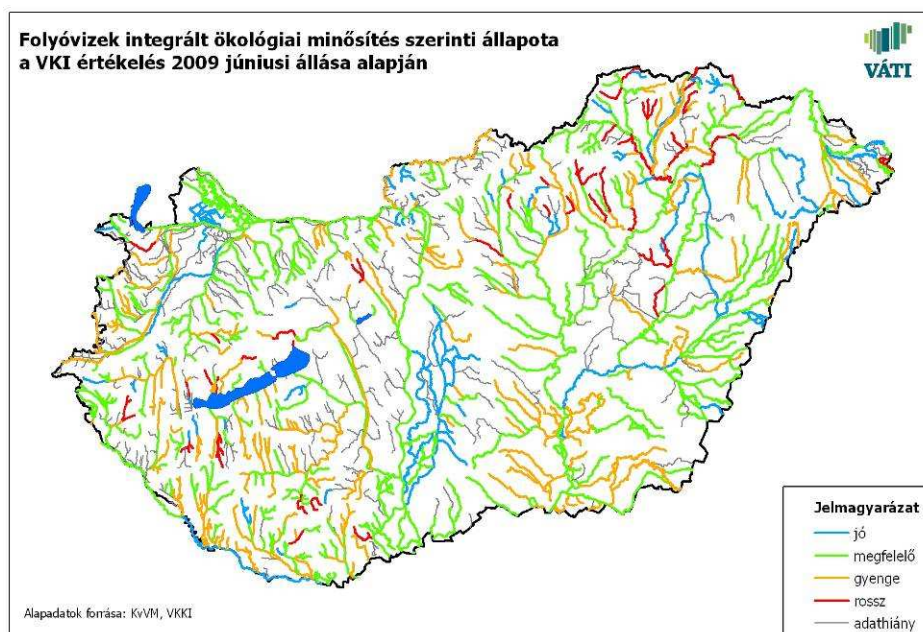 Folyóvizek integrált ökológiai minősítés szerinti állapota
a VKI értékelés 2009 júniusi állása alapján
VÁTI
Jelmagyarázat
jó
megfelelő
gyenge
rossz
adathiány
Alapadatok forrása: KvVM, VKKI